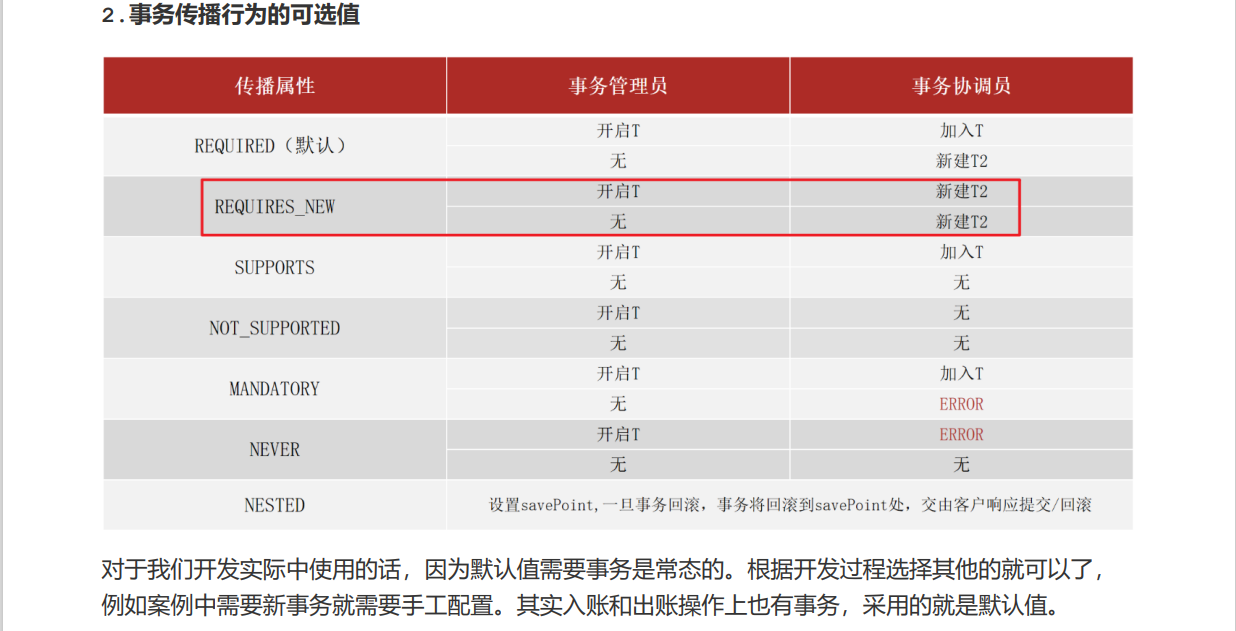 2.事务传播行为的可选值
传播属性 事务管理员 事务协调员
REQUIRED（默认） 开启T 加入T
无 新建T2
REQUIRES_NEW 开启T 新建T2
无 新建T2
SUPPORTS 开启T 加入T
无 无
NOT_SUPPORTED 开启T 无
无 无
MANDATORY 开启T 加入T
无 ERROR
NEVER 开启T ERROR
无 无
NESTED 设置savePoint,一旦事务回滚，事务将回滚到savePoint处，交由客户响应提交/回滚
对于我们开发实际中使用的话，因为默认值需要事务是常态的。根据开发过程选择其他的就可以了，
例如案例中需要新事务就需要手工配置。其实入账和出账操作上也有事务，采用的就是默认值。